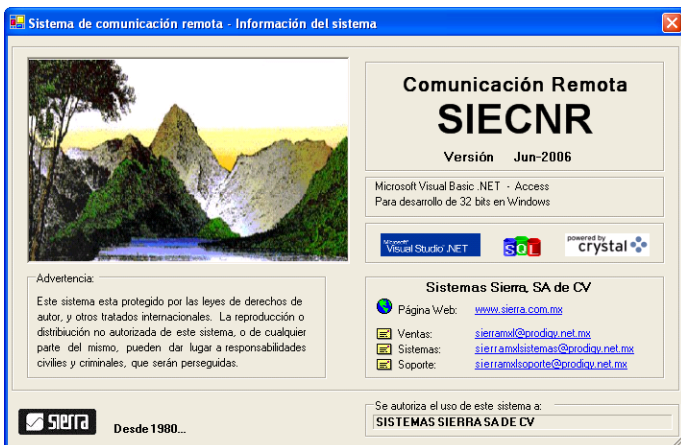 Sistema de comunicación remota - Información del sistema
Comunicación Remota
SIECNR
Versión Jun-2006
Microsoft Visual Basic .NET - Access
Para desarrollo de 32 bits en Windows
Microsoft
Visual Studio .NET
SQL
powered by
crystal
Advertencia:
Este sistema esta protegido por las leyes de derechos de
autor, y otros tratados internacionales. La reproducción o
distribiución no autorizada de este sistema, o de cualquier
parte del mismo, pueden dar lugar a responsabilidades
civilies y criminales, que serán perseguidas.
Sistemas Sierra, SA de CV
Página Web: www.sierra.com.mx
Ventas: sierramxl@prodigy.net.mx
Sistemas: sierramxlsistemas@prodigy.net.mx
Soporte: sierramxlsoporte@prodigy.net.mx
sierra
Desde 1980...
Se autoriza el uso de este sistema a:
SISTEMAS SIERRA SA DE CV